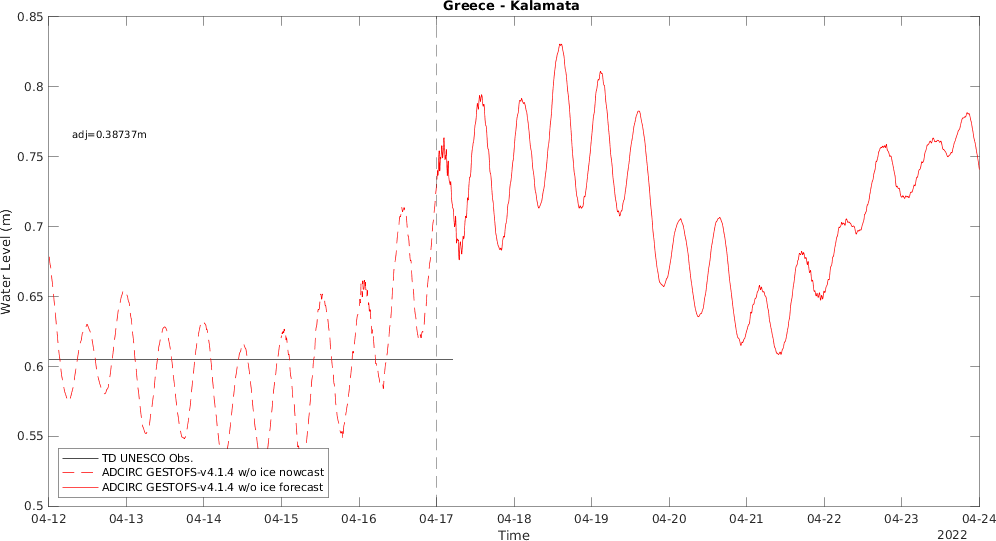 Greece - Kalamata
0.85
0.8
0.75
0.7
0.65
0.6
0.55
0.5
Water Level (m)
adj=0.38737m
TD UNESCO Obs.
ADCIRC GESTOFS-v4.1.4 w/o ice nowcast
ADCIRC GESTOFS-v4.1.4 w/o ice forecast
04-12 04-13 04-14 04-15 04-16 04-17 04-18 04-19 04-20 04-21 04-22 04-23 04-24
Time
2022